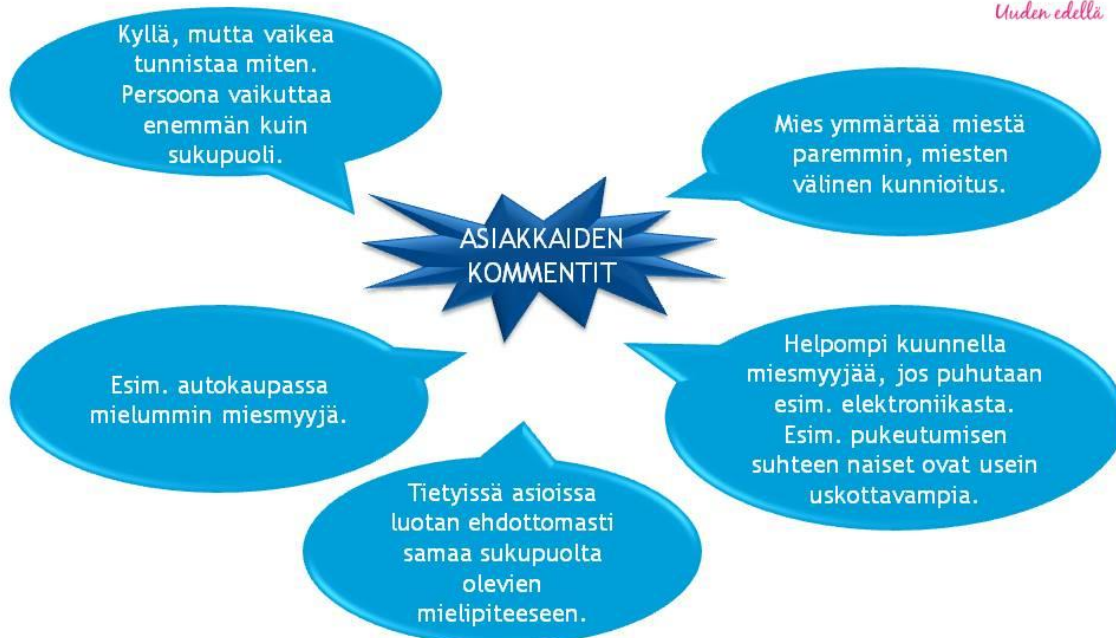 Uuden edellä
Kyllä, mutta vaikea
tunnistaa miten.
Persoona vaikuttaa
enemmän kuin
sukupuoli.
Mies ymmärtää miestä
paremmin, miesten
välinen kunnioitus.
ASIAKKAIDEN
KOMMENTIT
Esim. autokaupassa
mielummin miesmyyjä.
Helpompi kuunnella
miesmyyjää, jos puhutaan
esim. elektroniikasta.
Esim. pukeutumisen
suhteen naiset ovat usein
uskottavampia.
Tietyissä asioissa
luotan ehdottomasti
samaa sukupuolta
olevien
mielipiteeseen.